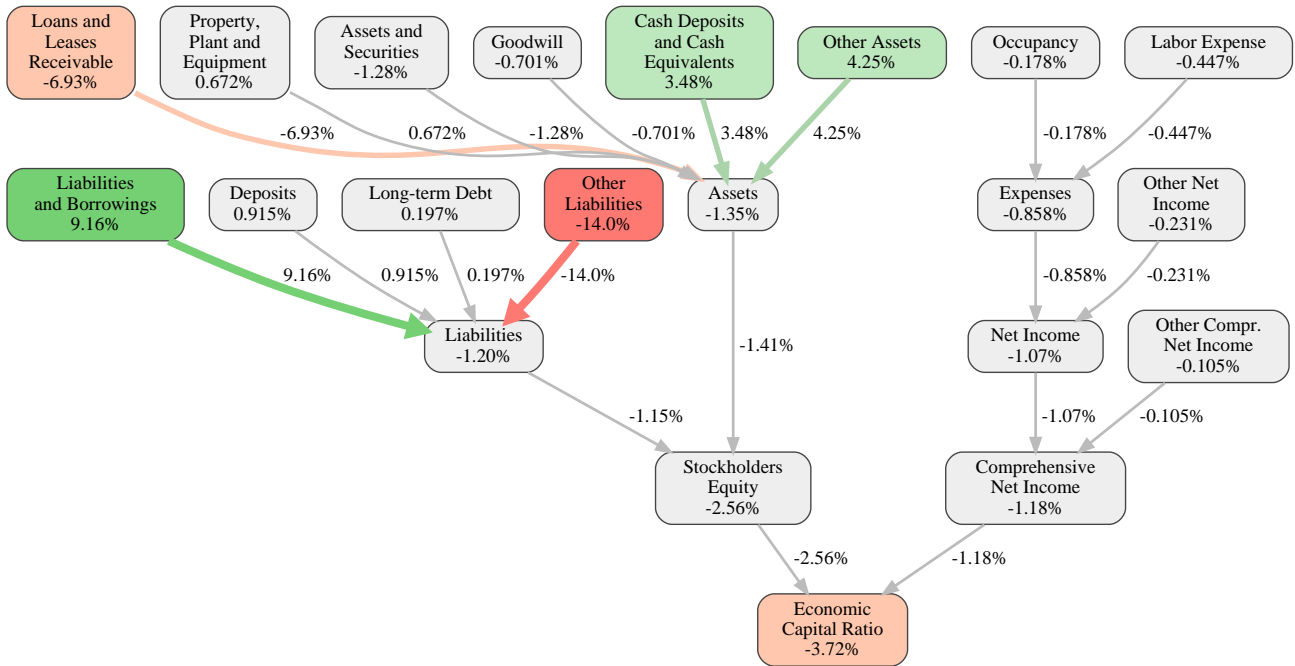 Loans and
Leases
Receivable
-6.93%
Property,
Plant and
Equipment
0.672%
Assets and
Securities
-1.28%
Goodwill
-0.701%
Cash Deposits
and Cash
Equivalents
3.48%
Other Assets
4.25%
Occupancy
-0.178%
Labor Expense
-0.447%
-6.93%
0.672%
-1.28%
-0.701%
3.48%
4.25%
-0.178%
-0.447%
Liabilities
and Borrowings
9.16%
Deposits
0.915%
Long-term Debt
0.197%
Other
Liabilities
-14.0%
Assets
-1.35%
Expenses
-0.858%
Other Net
Income
-0.231%
9.16%
0.915%
0.197%
-14.0%
-0.858%
-0.231%
Liabilities
-1.20%
-1.41%
Net Income
-1.07%
Other Compr.
Net Income
-0.105%
-1.15%
-1.07%
-0.105%
Stockholders
Equity
-2.56%
Comprehensive
Net Income
-1.18%
-2.56%
-1.18%
Economic
Capital Ratio
-3.72%